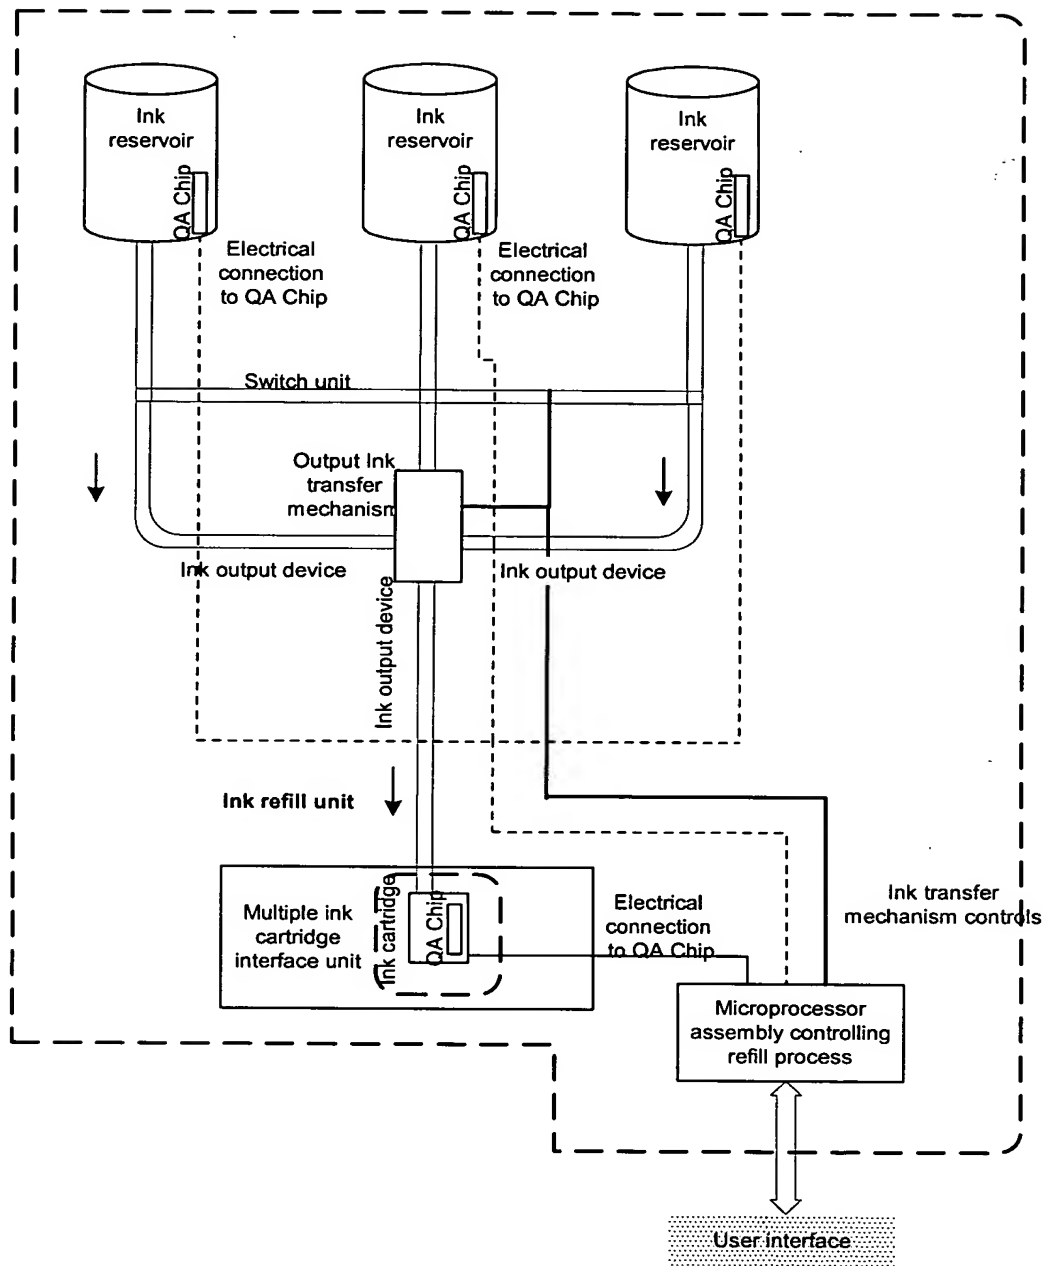 Ink
reservoir
QA Chip
Ink
reservoir
QA Chip
Ink
reservoir
QA Chip
Electrical
connection
to QA Chip
Electrical
connection
to QA Chip
Switch unit
Output Ink
transfer
mechanism
Ink output device
Ink output device
Ink output device
Ink refill unit
Multiple ink
cartridge
interface unit
Ink cartridge
QA Chip
Electrical
connection
to QA Chip
Ink transfer
mechanism controls
Microprocessor
assembly controlling
refill process
User interface